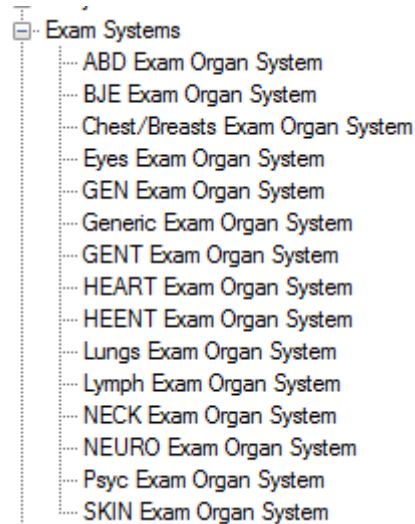 Exam Systems
ABD Exam Organ System
BJE Exam Organ System
Chest/Breasts Exam Organ System
Eyes Exam Organ System
GEN Exam Organ System
Generic Exam Organ System
GENT Exam Organ System
HEART Exam Organ System
HEENT Exam Organ System
Lungs Exam Organ System
Lymph Exam Organ System
NECK Exam Organ System
NEURO Exam Organ System
Psyc Exam Organ System
SKIN Exam Organ System